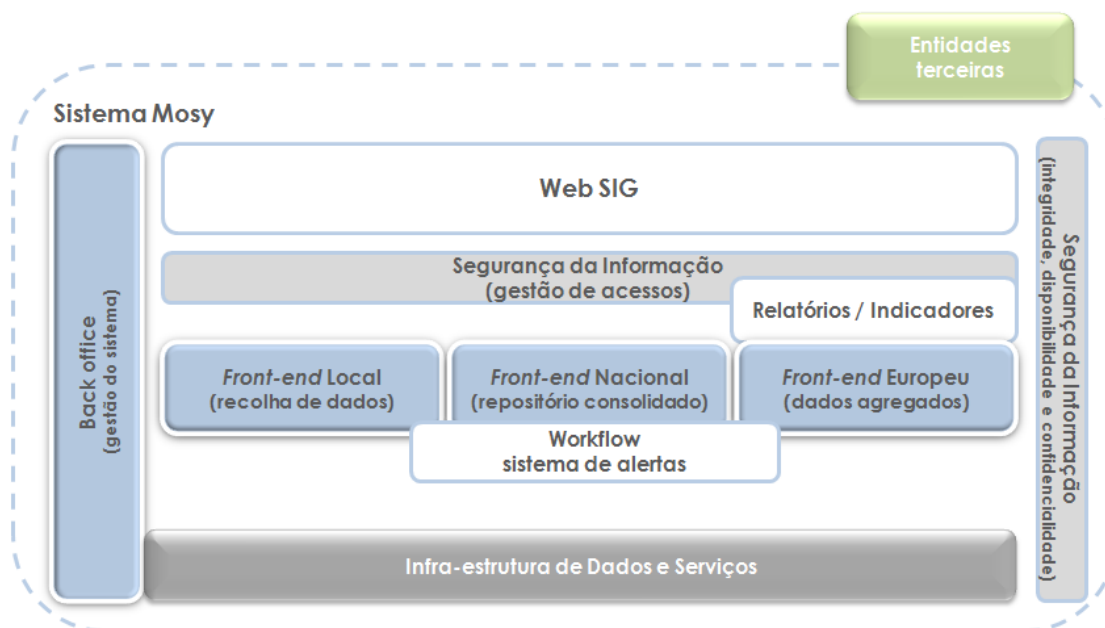 Entidades
terceiras
Sistema Mosy
Back office
(gestão do sistema)
Web SIG
Segurança da Informação
(gestão de acessos)
Relatórios / Indicadores
Front-end Local
(recolha de dados)
Front-end Nacional
(repositório consolidado)
Front-end Europeu
(dados agregados)
Workflow
sistema de alertas
Infra-estrutura de Dados e Serviços
Segurança da Informação
(integridade, disponibilidade e confidencialidade)